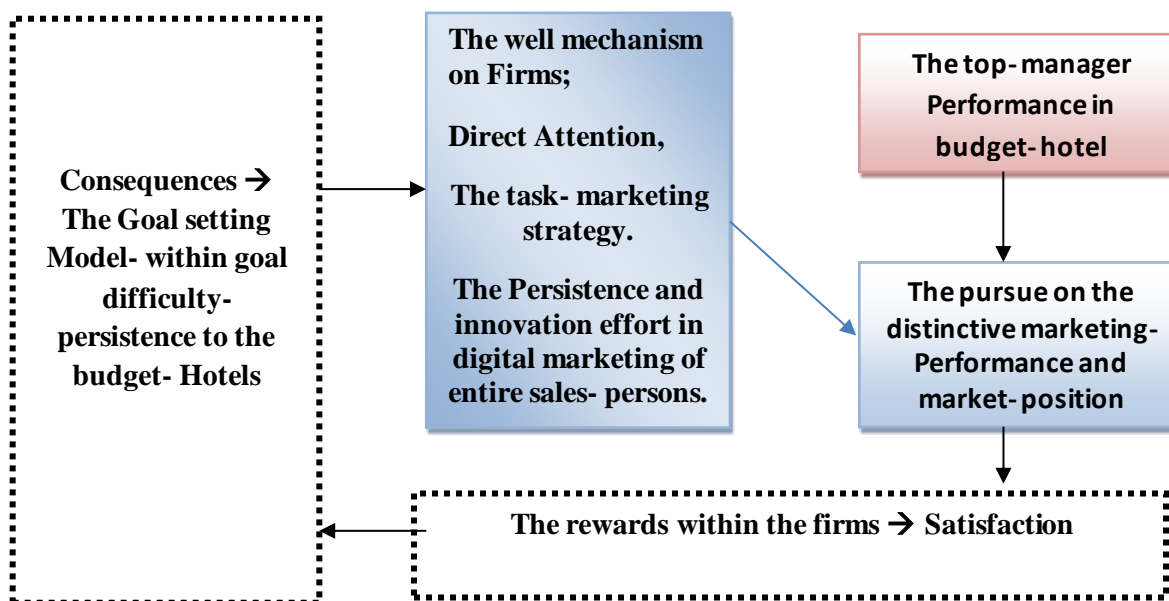 Consequences →
The Goal setting
Model- within goal
difficulty-
persistence to the
budget- Hotels
The well mechanism
on Firms;
Direct Attention,
The task- marketing
strategy.
The Persistence and
innovation effort in
digital marketing of
entire sales- persons.
The top- manager
Performance in
budget- hotel
The pursue on the
distinctive marketing-
Performance and
market- position
The rewards within the firms → Satisfaction